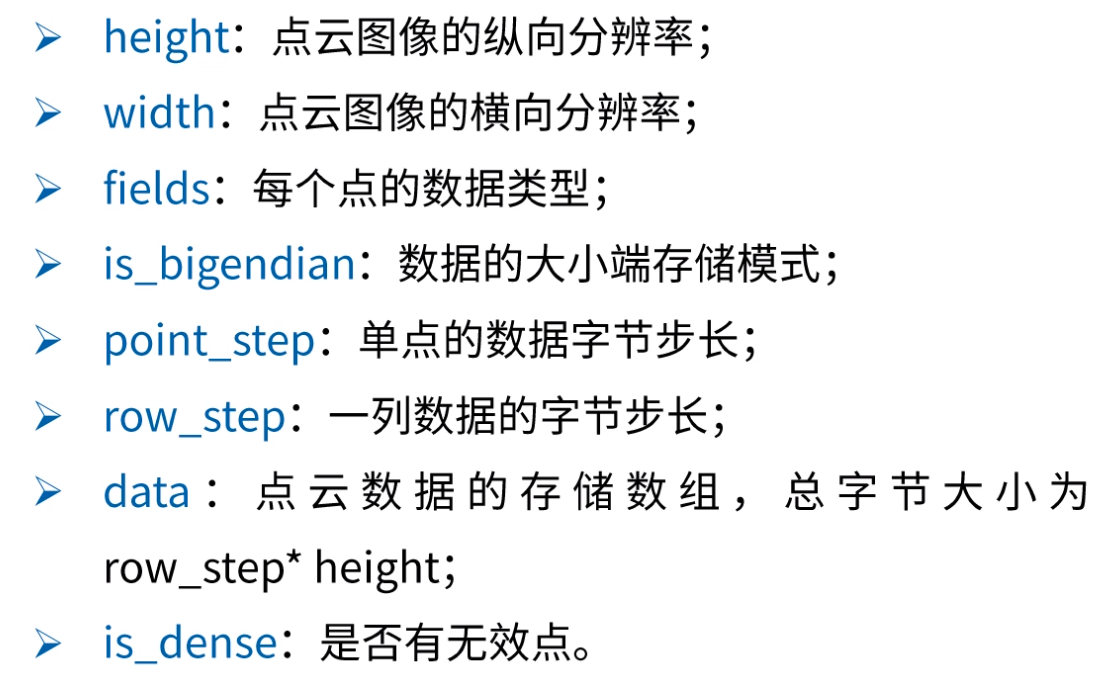 ➢ height：点云图像的纵向分辨率；
➢ width：点云图像的横向分辨率；
➢ fields：每个点的数据类型；
➢ is_bigendian：数据的大小端存储模式；
➢ point_step：单点的数据字节步长；
➢ row_step：一列数据的字节步长；
➢ data：点云数据的存储数组，总字节大小为
row_step* height；
➢ is_dense：是否有无效点。